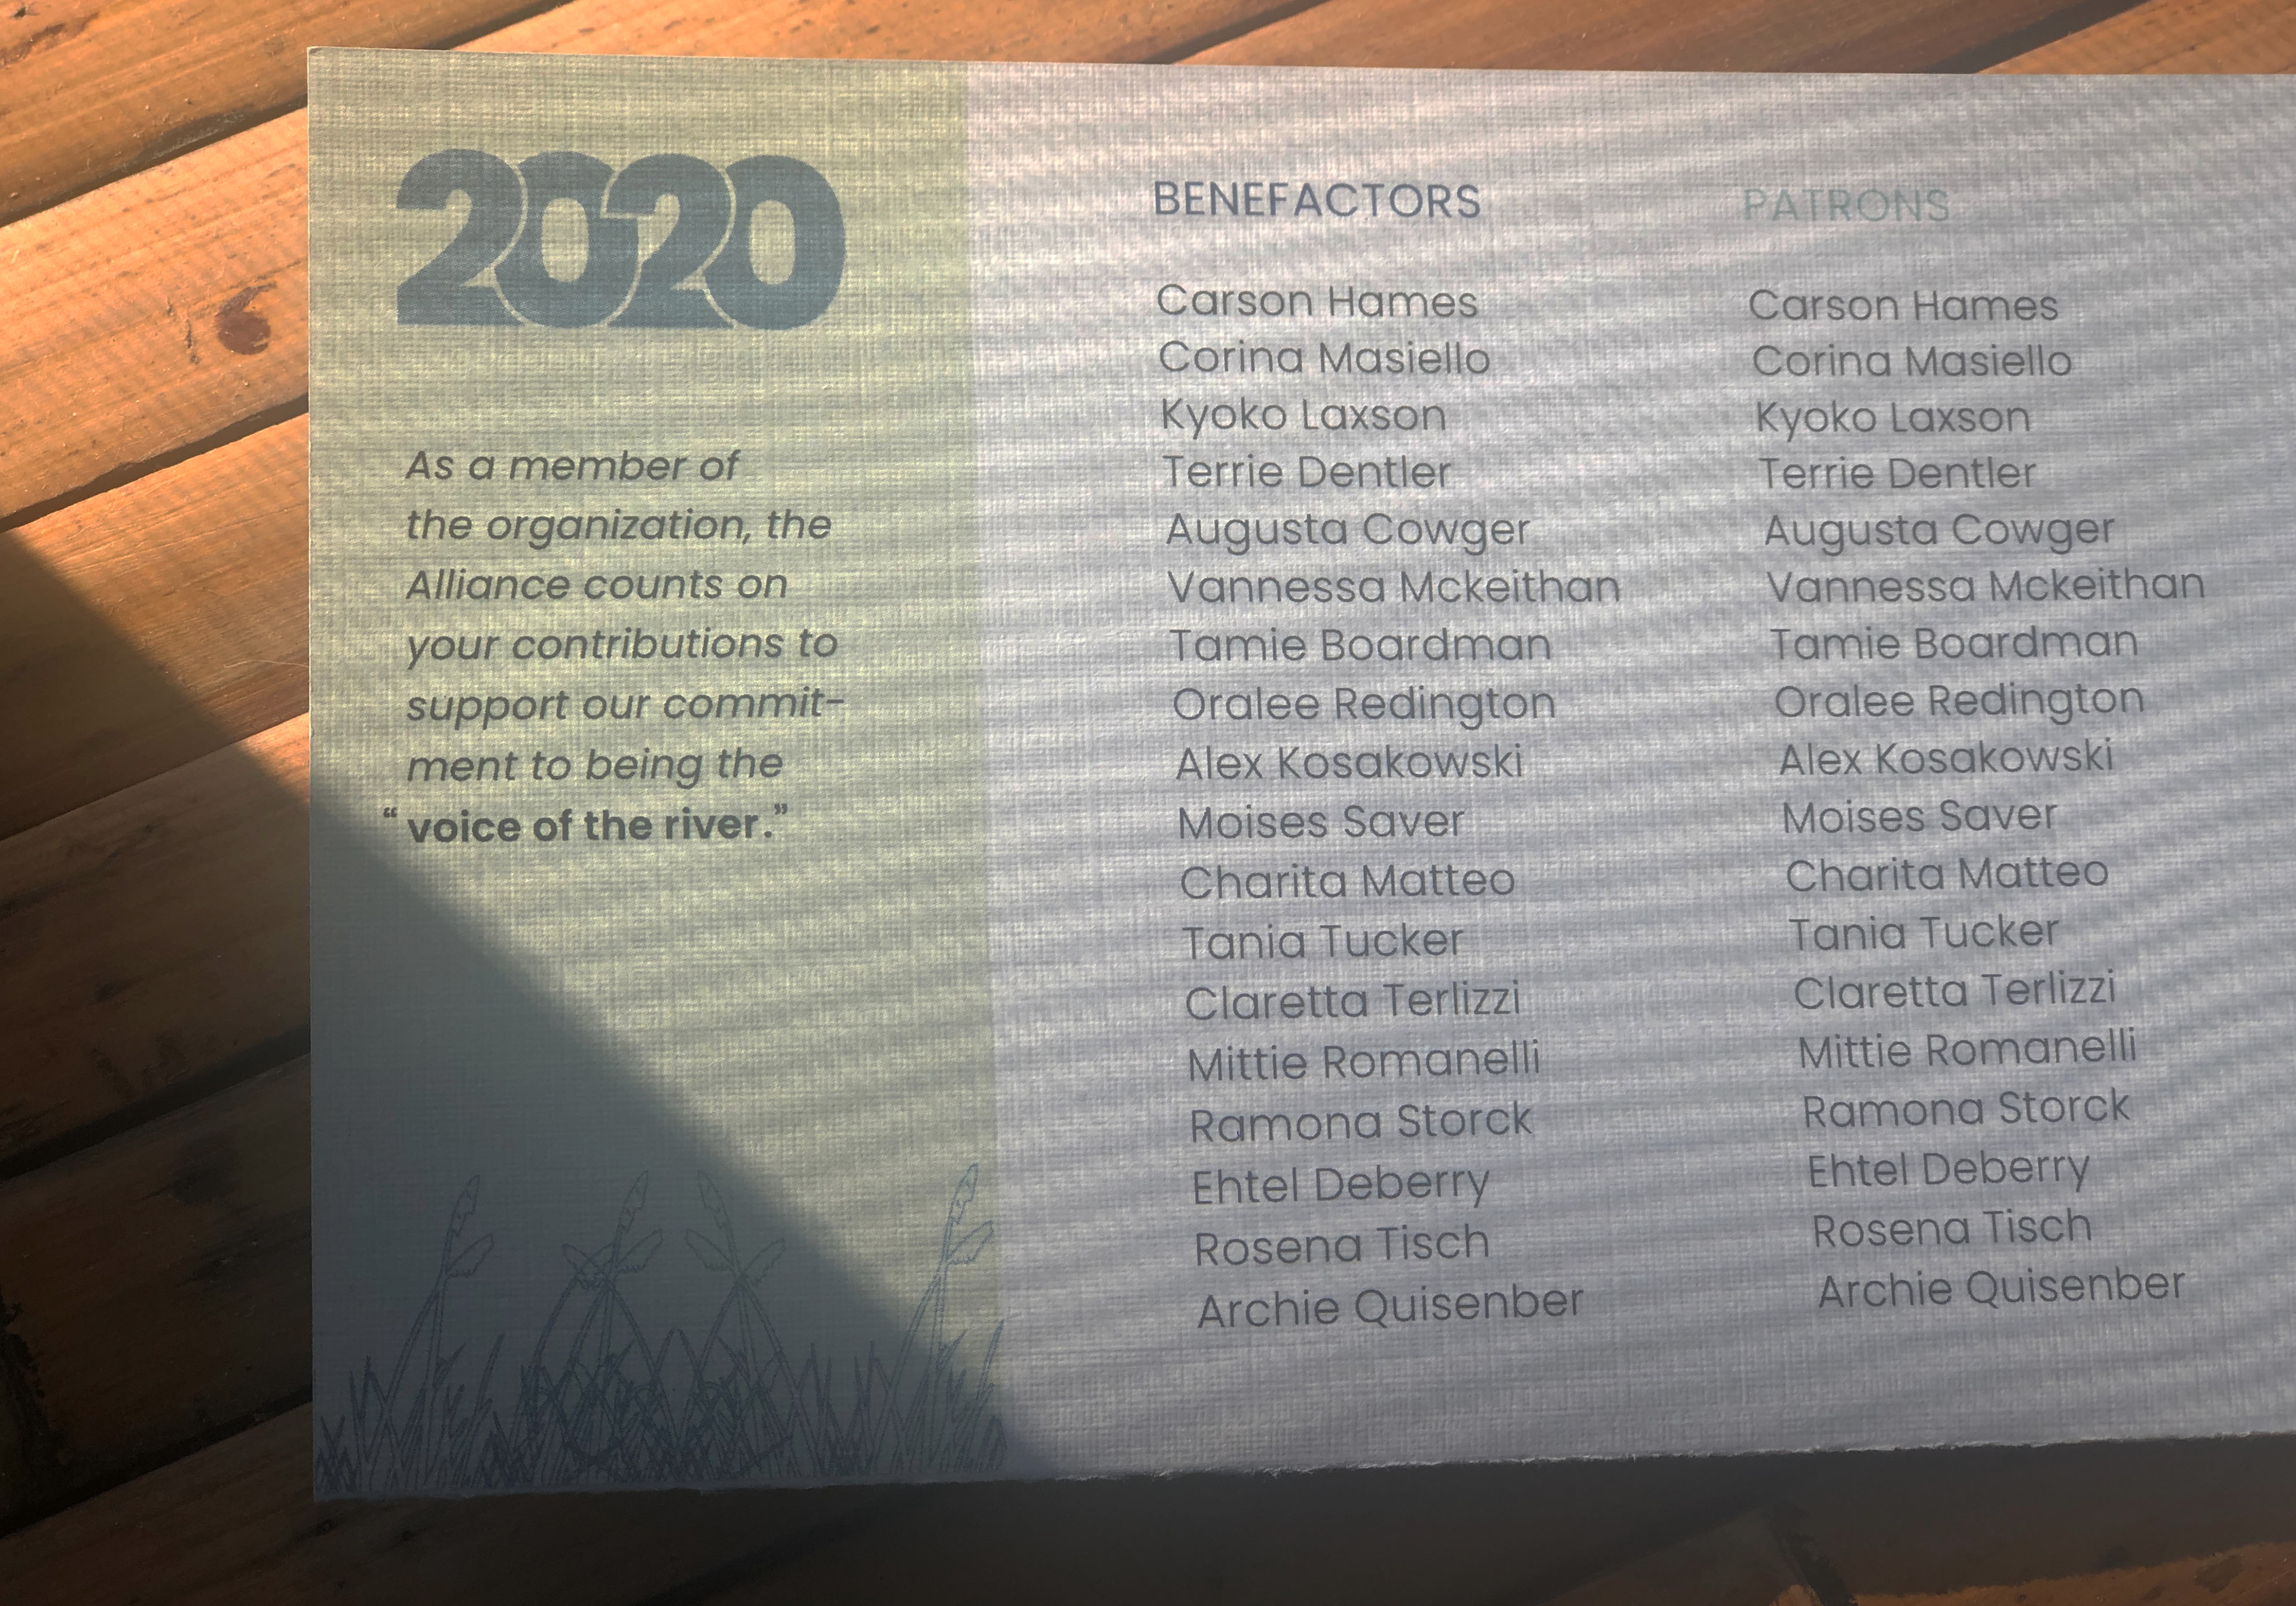 2020
As a member of
the organization, the
Alliance counts on
your contributions to
support our commit-
ment to being the
“voice of the river.”
BENEFACTORS
Carson Hames
Corina Masiello
Kyoko Laxson
Terrie Dentler
Augusta Cowger
Vannessa Mckeithan
Tamie Boardman
Oralee Redington
Alex Kosakowski
Moises Saver
Charita Matteo
Tania Tucker
Claretta Terlizzi
Mittie Romanelli
Ramona Storck
Ehtel Deberry
Rosena Tisch
Archie Quisenber
PATRONS
Carson Hames
Corina Masiello
Kyoko Laxson
Terrie Dentler
Augusta Cowger
Vannessa Mckeithan
Tamie Boardman
Oralee Redington
Alex Kosakowski
Moises Saver
Charita Matteo
Tania Tucker
Claretta Terlizzi
Mittie Romanelli
Ramona Storck
Ehtel Deberry
Rosena Tisch
Archie Quisenber